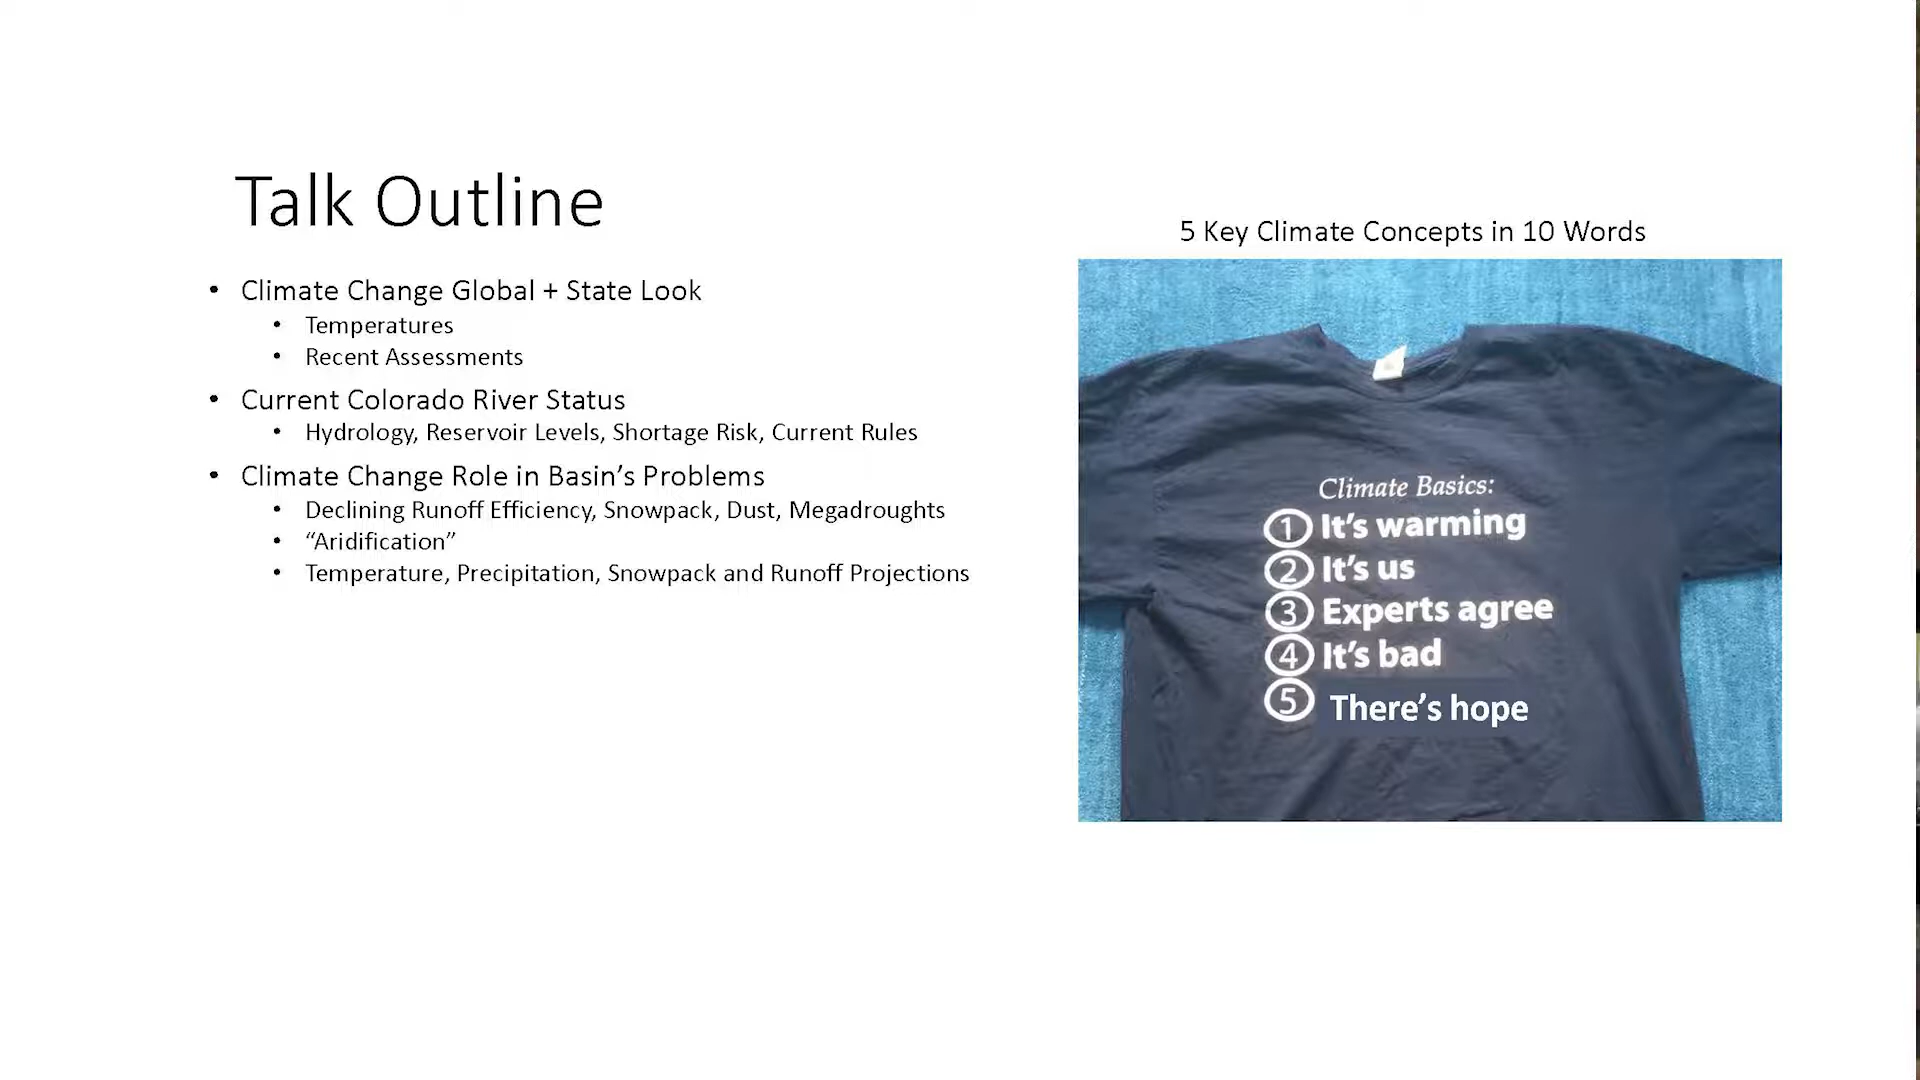 Talk Outline
• Climate Change Global + State Look
• Temperatures
• Recent Assessments
• Current Colorado River Status
• Hydrology, Reservoir Levels, Shortage Risk, Current Rules
• Climate Change Role in Basin’s Problems
• Declining Runoff Efficiency, Snowpack, Dust, Megadroughts
• “Aridification”
• Temperature, Precipitation, Snowpack and Runoff Projections
5 Key Climate Concepts in 10 Words
Climate Basics:
① It’s warming
② It’s us
③ Experts agree
④ It’s bad
⑤ There’s hope